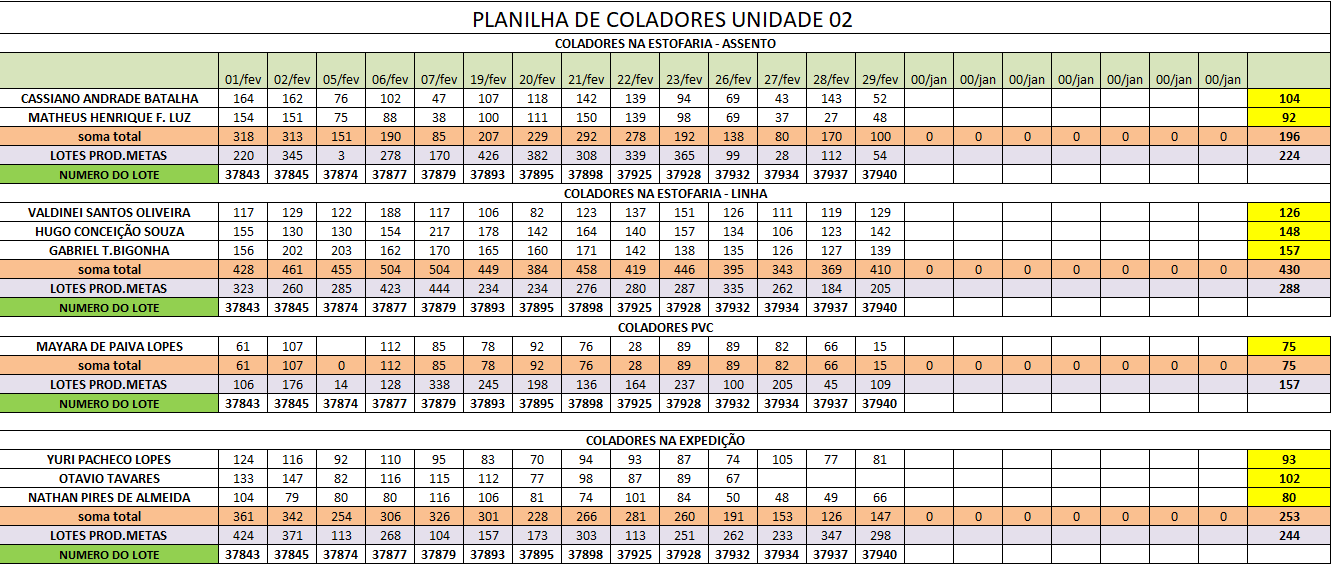 PLANILHA DE COLADORES UNIDADE 02
COLADORES NA ESTOFARIA - ASSENTO
01/fev 02/fev 05/fev 06/fev 07/fev 19/fev 20/fev 21/fev 22/fev 23/fev 26/fev 27/fev 28/fev 29/fev 00/jan 00/jan 00/jan 00/jan 00/jan 00/jan 00/jan
CASSIANO ANDRADE BATALHA 164 162 76 102 47 107 118 142 139 94 69 43 143 52 104
MATHEUS HENRIQUE F. LUZ 154 151 75 88 38 100 111 150 139 98 69 37 27 48 92
soma total 318 313 151 190 85 207 229 292 278 192 138 80 170 100 0 0 0 0 0 0 0 196
LOTES PROD.METAS 220 345 3 278 170 426 382 308 339 365 99 28 112 54 224
NUMERO DO LOTE 37843 37845 37874 37877 37879 37893 37895 37898 37925 37928 37932 37934 37937 37940
COLADORES NA ESTOFARIA - LINHA
VALDINEI SANTOS OLIVEIRA 117 129 122 188 117 106 82 123 137 151 126 111 119 129 126
HUGO CONCEIÇÃO SOUZA 155 130 130 154 217 178 142 164 140 157 134 106 123 142 148
GABRIEL T.BIGONHA 156 202 203 162 170 165 160 171 142 138 135 126 127 139 157
soma total 428 461 455 504 504 449 384 458 419 446 395 343 369 410 0 0 0 0 0 0 0 430
LOTES PROD.METAS 323 260 285 423 444 234 234 276 280 287 335 262 184 205 288
NUMERO DO LOTE 37843 37845 37874 37877 37879 37893 37895 37898 37925 37928 37932 37934 37937 37940
COLADORES PVC
MAYARA DE PAIVA LOPES 61 107 112 85 78 92 76 28 89 89 82 66 15 75
soma total 61 107 0 112 85 78 92 76 28 89 89 82 66 15 0 0 0 0 0 0 0 75
LOTES PROD.METAS 106 176 14 128 338 245 198 136 164 237 100 205 45 109 157
NUMERO DO LOTE 37843 37845 37874 37877 37879 37893 37895 37898 37925 37928 37932 37934 37937 37940
COLADORES NA EXPEDIÇÃO
YURI PACHECO LOPES 124 116 92 110 95 83 70 94 93 87 74 105 77 81 93
OTAVIO TAVARES 133 147 82 116 115 112 77 98 87 89 67 102
NATHAN PIRES DE ALMEIDA 104 79 80 80 116 106 81 74 101 84 50 48 49 66 80
soma total 361 342 254 306 326 301 228 266 281 260 191 153 126 147 0 0 0 0 0 0 0 253
LOTES PROD.METAS 424 371 113 268 104 157 173 303 113 251 262 233 347 298 244
NUMERO DO LOTE 37843 37845 37874 37877 37879 37893 37895 37898 37925 37928 37932 37934 37937 37940